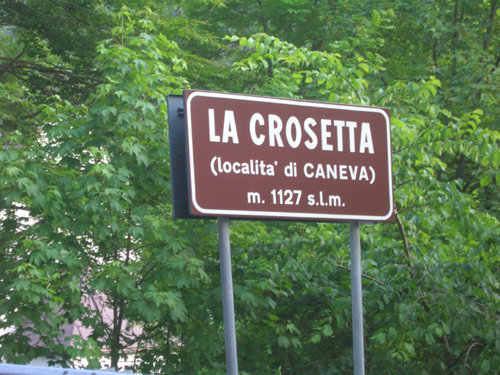 LA CROSETTA
(localita' di CANEVA)
m. 1127 s.l.m.